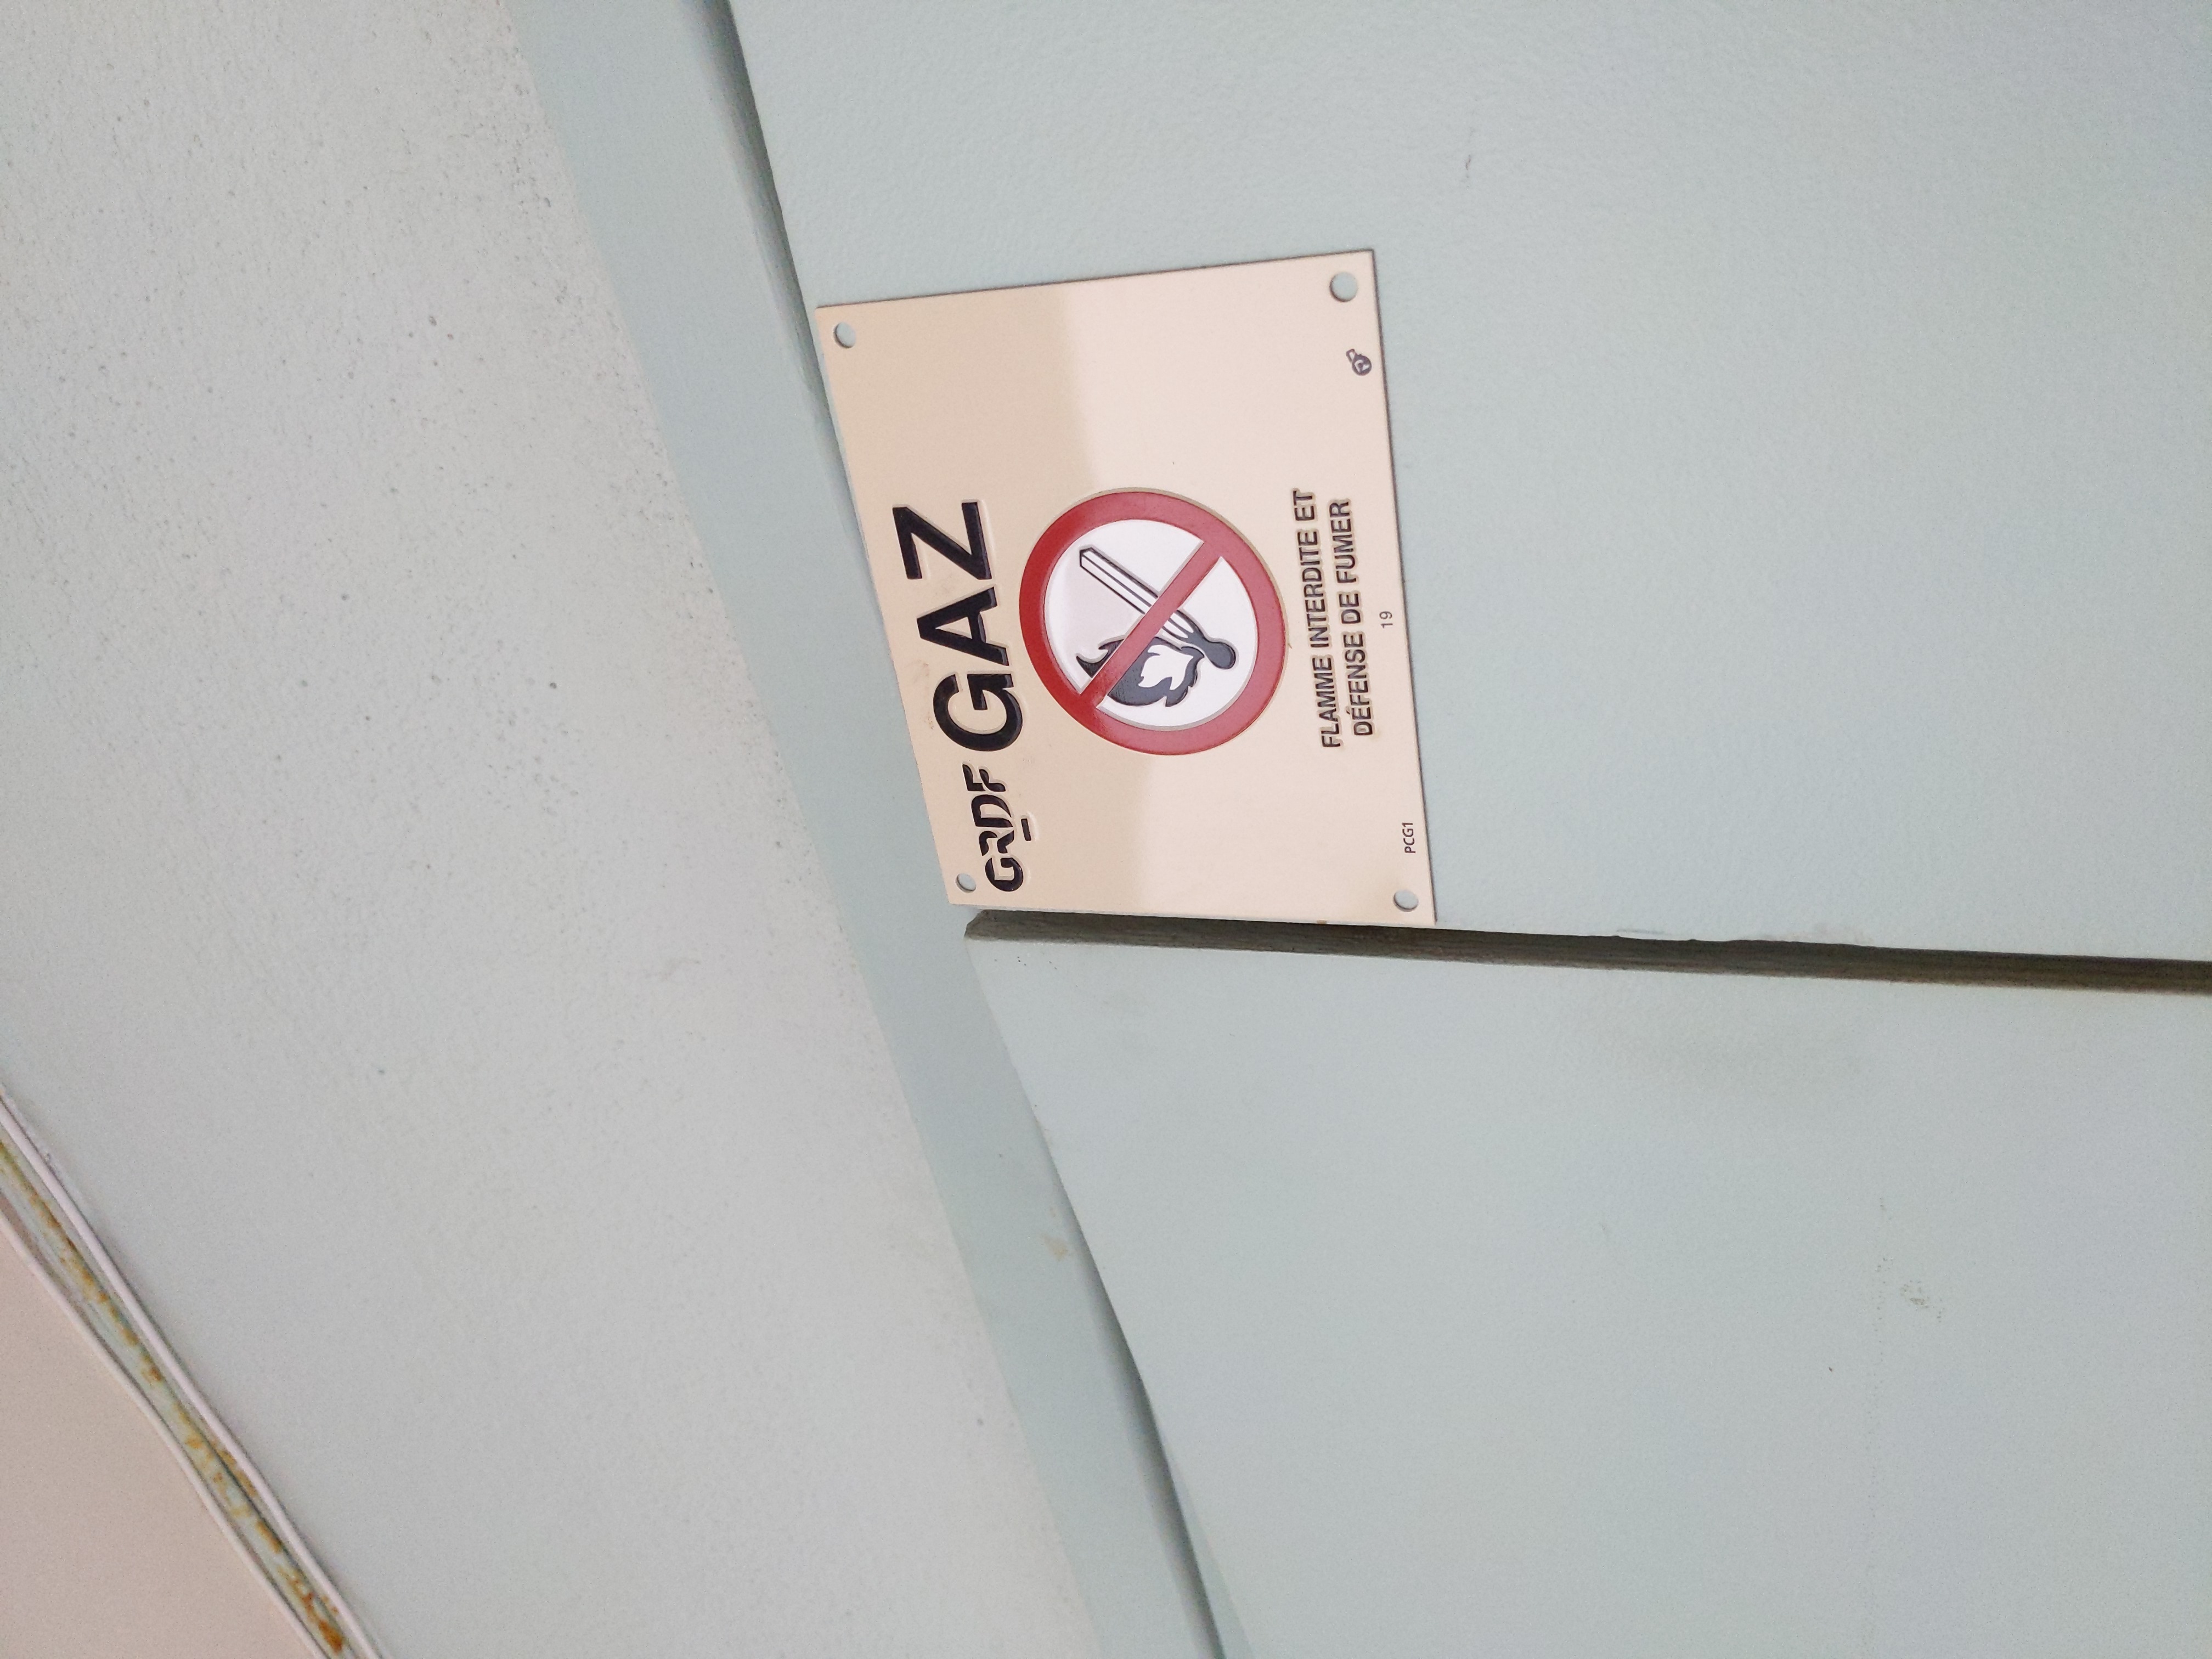 GRDF GAZ
FLAMME INTERDITE ET
DÉFENSE DE FUMER
19
PCG1